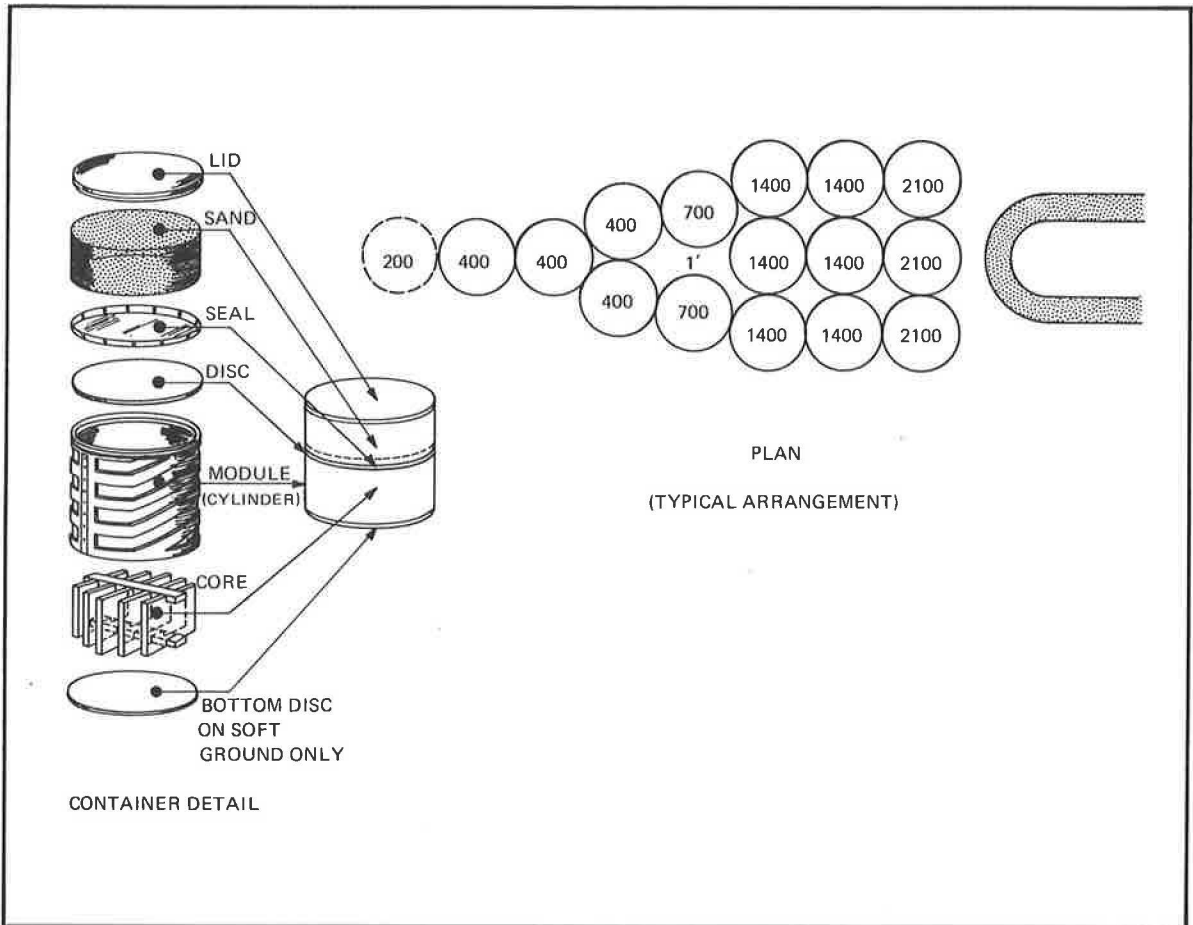 LID
SAND
SEAL
DISC
MODULE
(CYLINDER)
CORE
BOTTOM DISC
ON SOFT
GROUND ONLY
CONTAINER DETAIL
1400 1400 2100
400 700
200 400 400 1' 1400 1400 2100
400 700
1400 1400 2100
PLAN
(TYPICAL ARRANGEMENT)